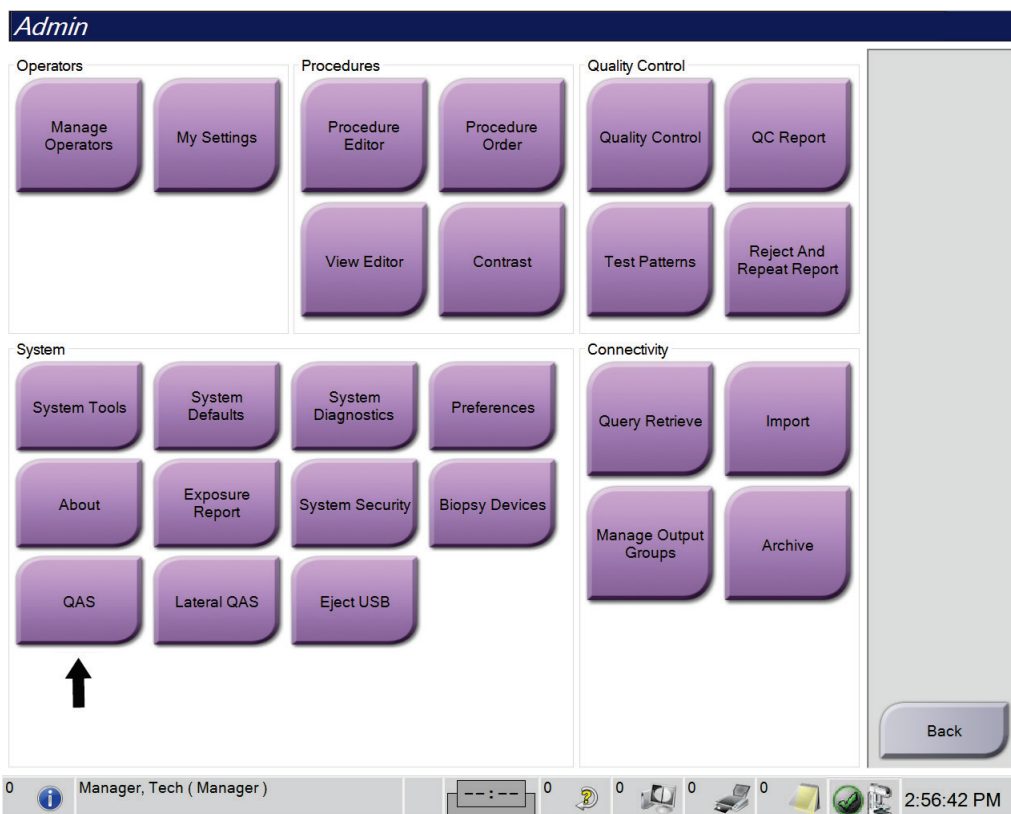 Admin
Operators
Manage
Operators
My Settings
Procedures
Procedure
Editor
Procedure
Order
View Editor
Contrast
Quality Control
Quality Control
QC Report
Test Patterns
Reject And
Repeat Report
System
System Tools
System
Defaults
System
Diagnostics
Preferences
About
Exposure
Report
System Security
Biopsy Devices
QAS
Lateral QAS
Eject USB
Connectivity
Query Retrieve
Import
Manage Output
Groups
Archive
Back
0
Manager, Tech ( Manager )
--:--
0
0
0
0
2:56:42 PM